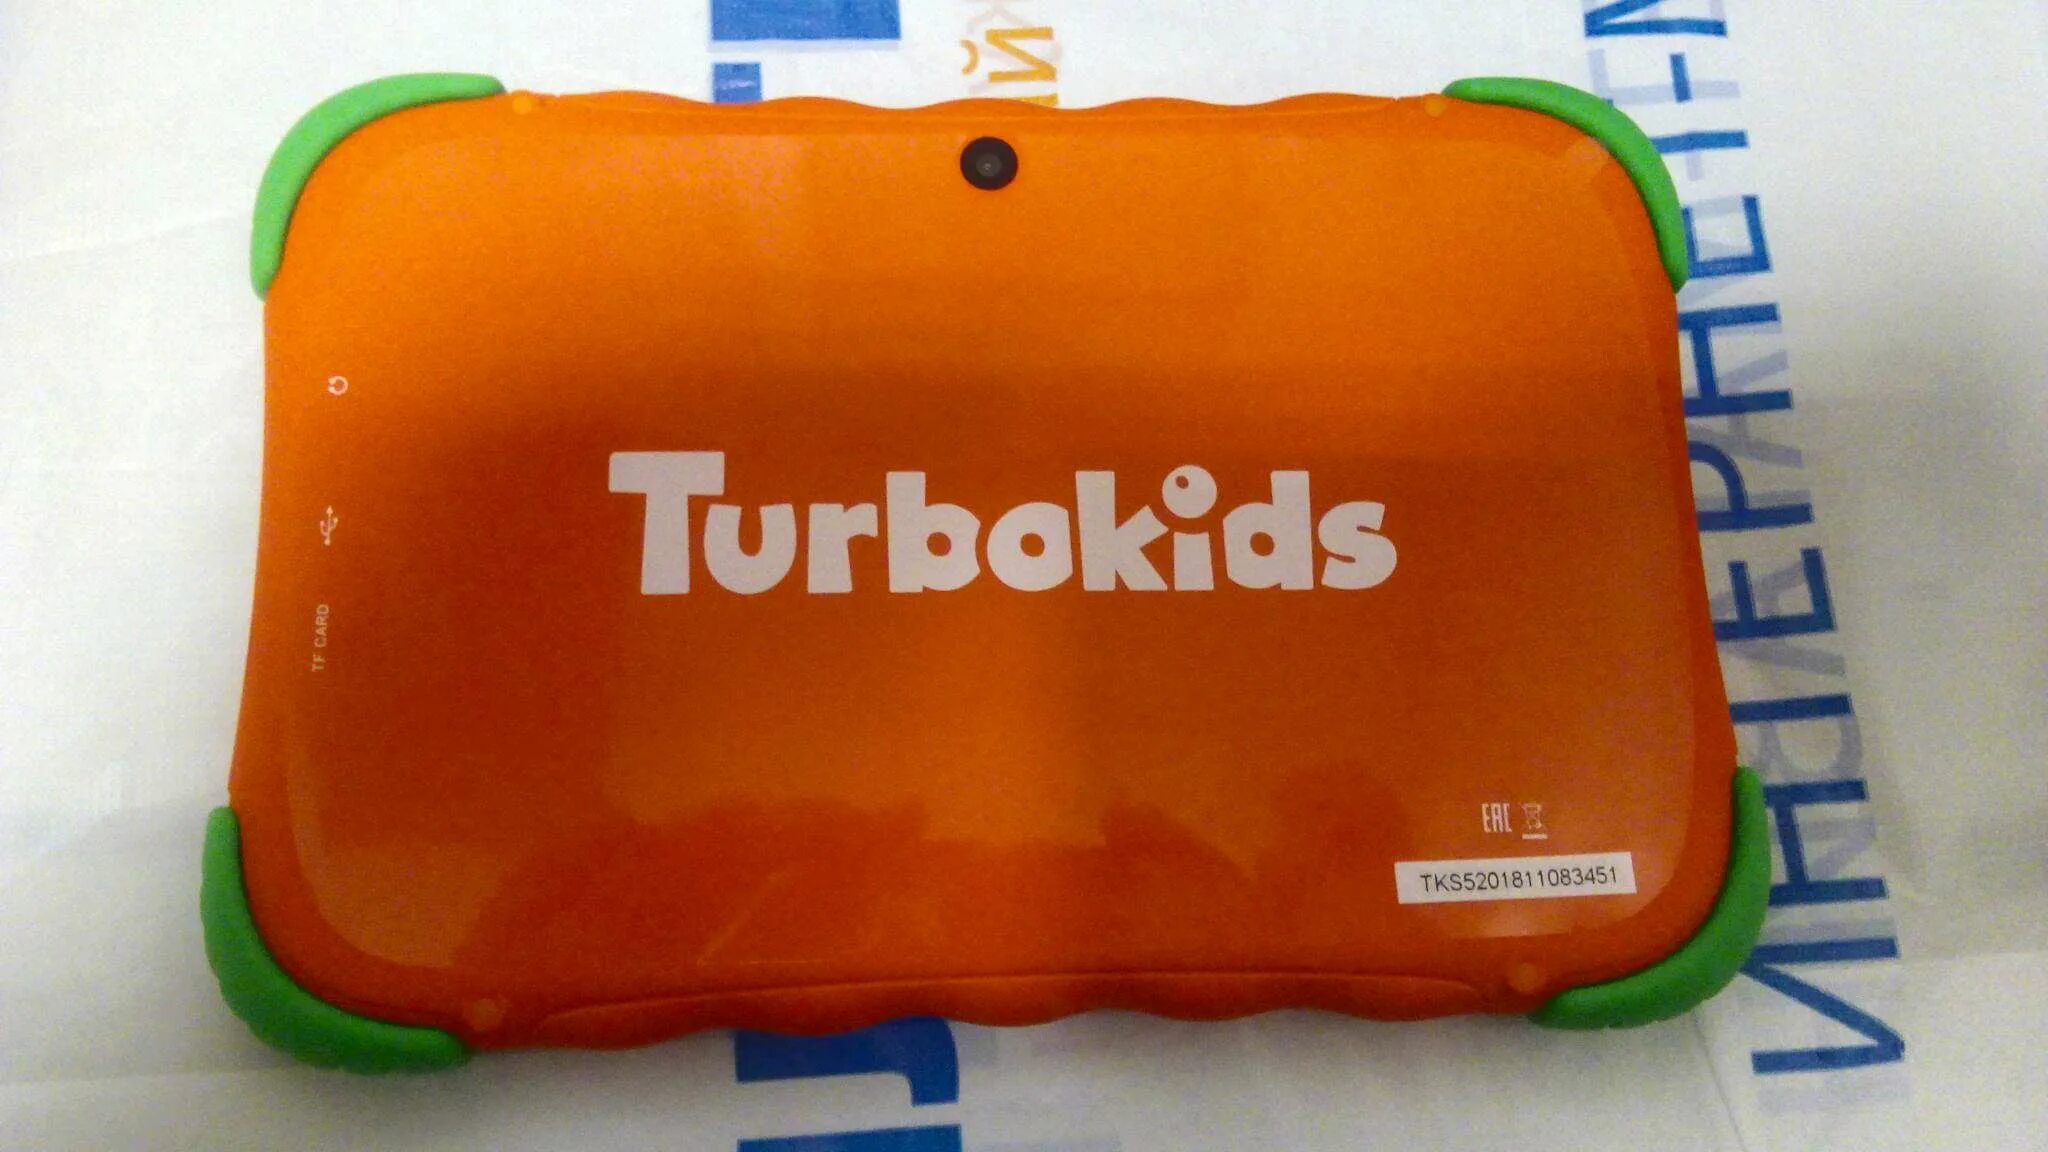 Turbokids
TF CARD
EAC
TKS5201811083451